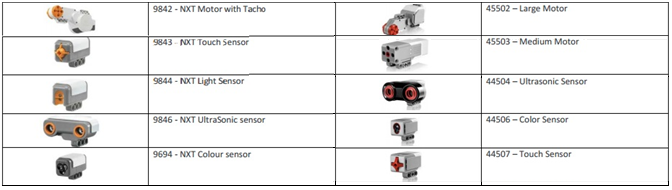 9842 - NXT Motor with Tacho
45502 – Large Motor
9843 - NXT Touch Sensor
45503 – Medium Motor
9844 - NXT Light Sensor
44504 – Ultrasonic Sensor
9846 - NXT UltraSonic sensor
44506 – Color Sensor
9694 - NXT Colour sensor
44507 – Touch Sensor